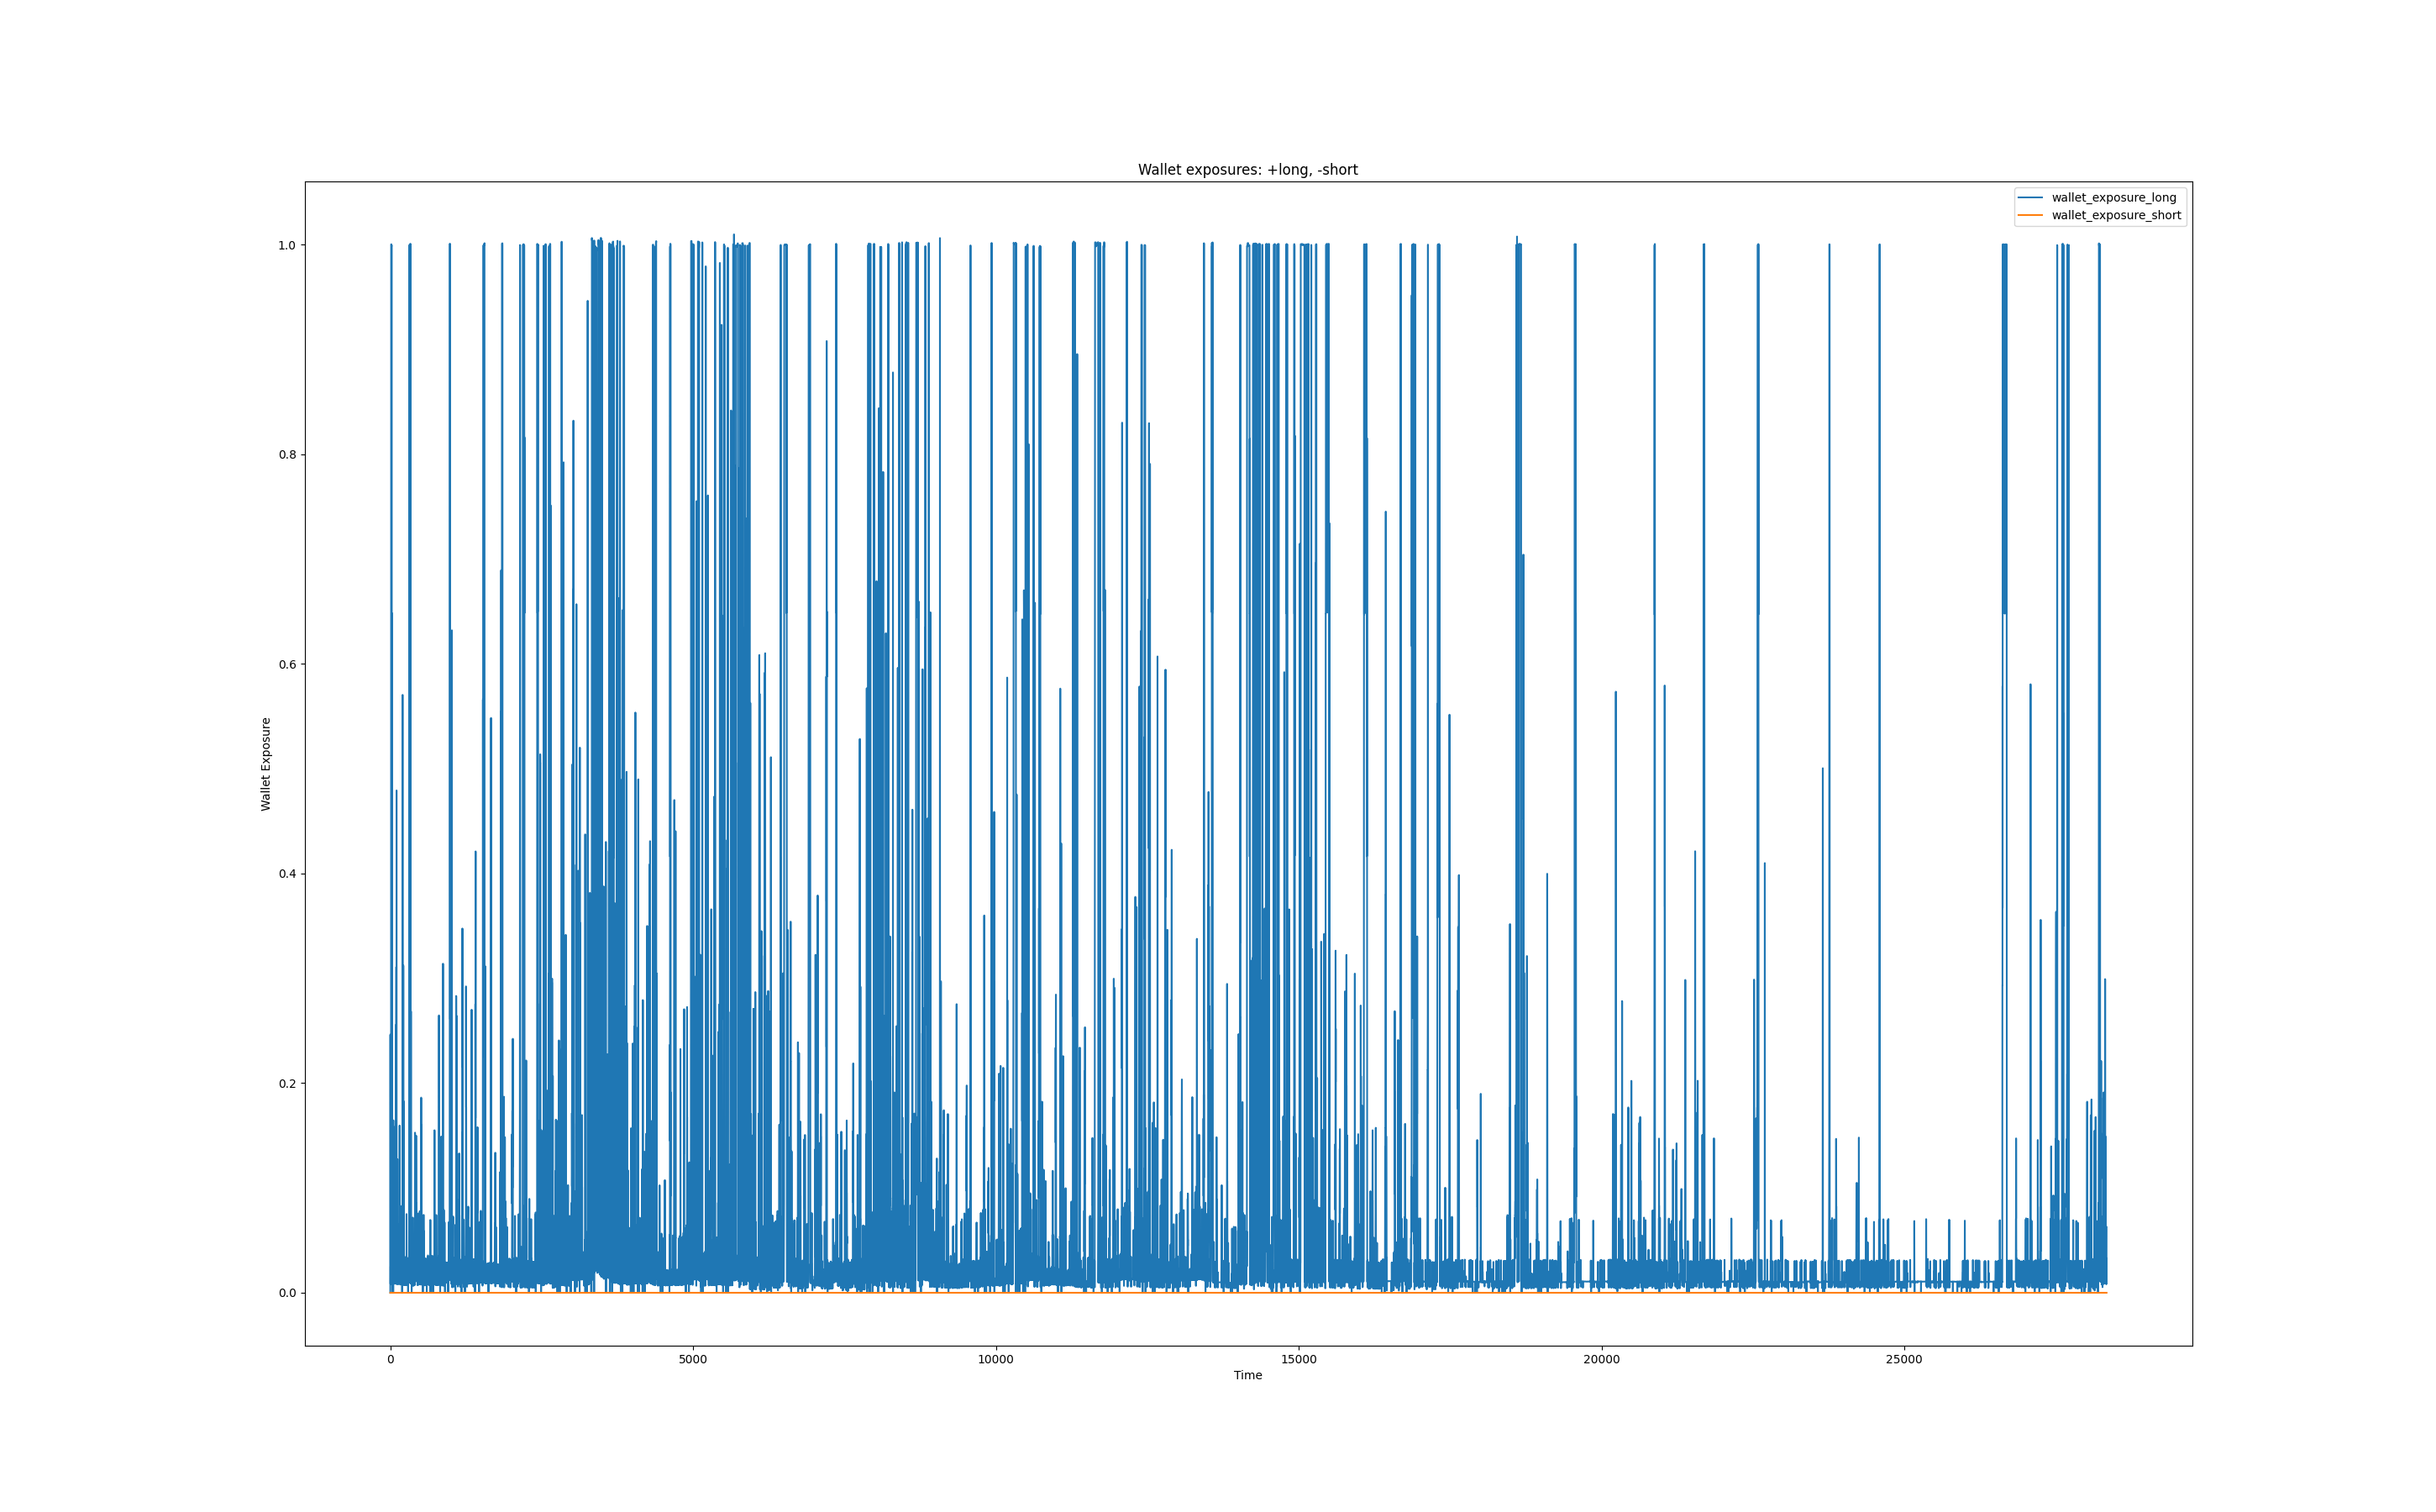 Wallet exposures: +long, -short
wallet_exposure_long
wallet_exposure_short
1.0
0.8
0.6
0.4
0.2
0.0
Wallet Exposure
0
5000
10000
15000
20000
25000
Time